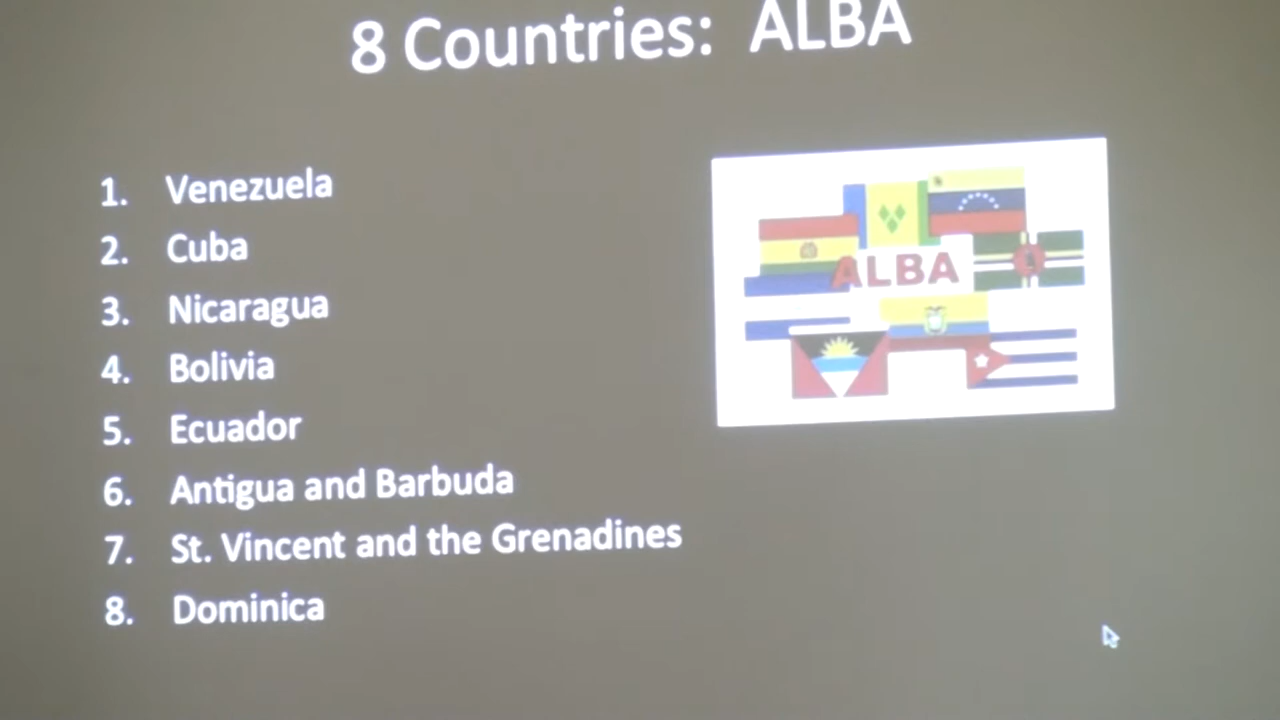 8 Countries: ALBA
1. Venezuela
2. Cuba
3. Nicaragua
4. Bolivia
5. Ecuador
6. Antigua and Barbuda
7. St. Vincent and the Grenadines
8. Dominica
ALBA